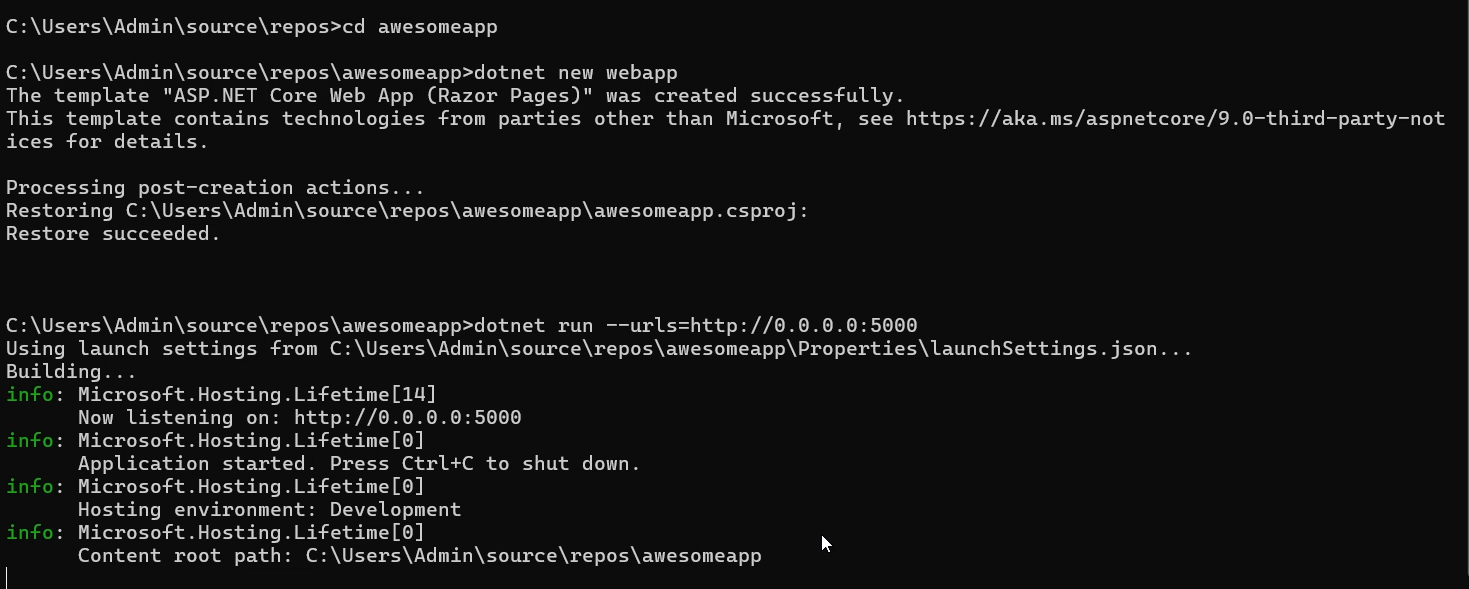 C:\Users\Admin\source\repos>cd awesomeapp
C:\Users\Admin\source\repos\awesomeapp>dotnet new webapp
The template "ASP.NET Core Web App (Razor Pages)" was created successfully.
This template contains technologies from parties other than Microsoft, see https://aka.ms/aspnetcore/9.0-third-party-not
ices for details.
Processing post-creation actions...
Restoring C:\Users\Admin\source\repos\awesomeapp\awesomeapp.csproj:
Restore succeeded.
C:\Users\Admin\source\repos\awesomeapp>dotnet run --urls=http://0.0.0.0:5000
Using launch settings from C:\Users\Admin\source\repos\awesomeapp\Properties\launchSettings.json...
Building...
info: Microsoft.Hosting.Lifetime[14]
      Now listening on: http://0.0.0.0:5000
info: Microsoft.Hosting.Lifetime[0]
      Application started. Press Ctrl+C to shut down.
info: Microsoft.Hosting.Lifetime[0]
      Hosting environment: Development
info: Microsoft.Hosting.Lifetime[0]
      Content root path: C:\Users\Admin\source\repos\awesomeapp